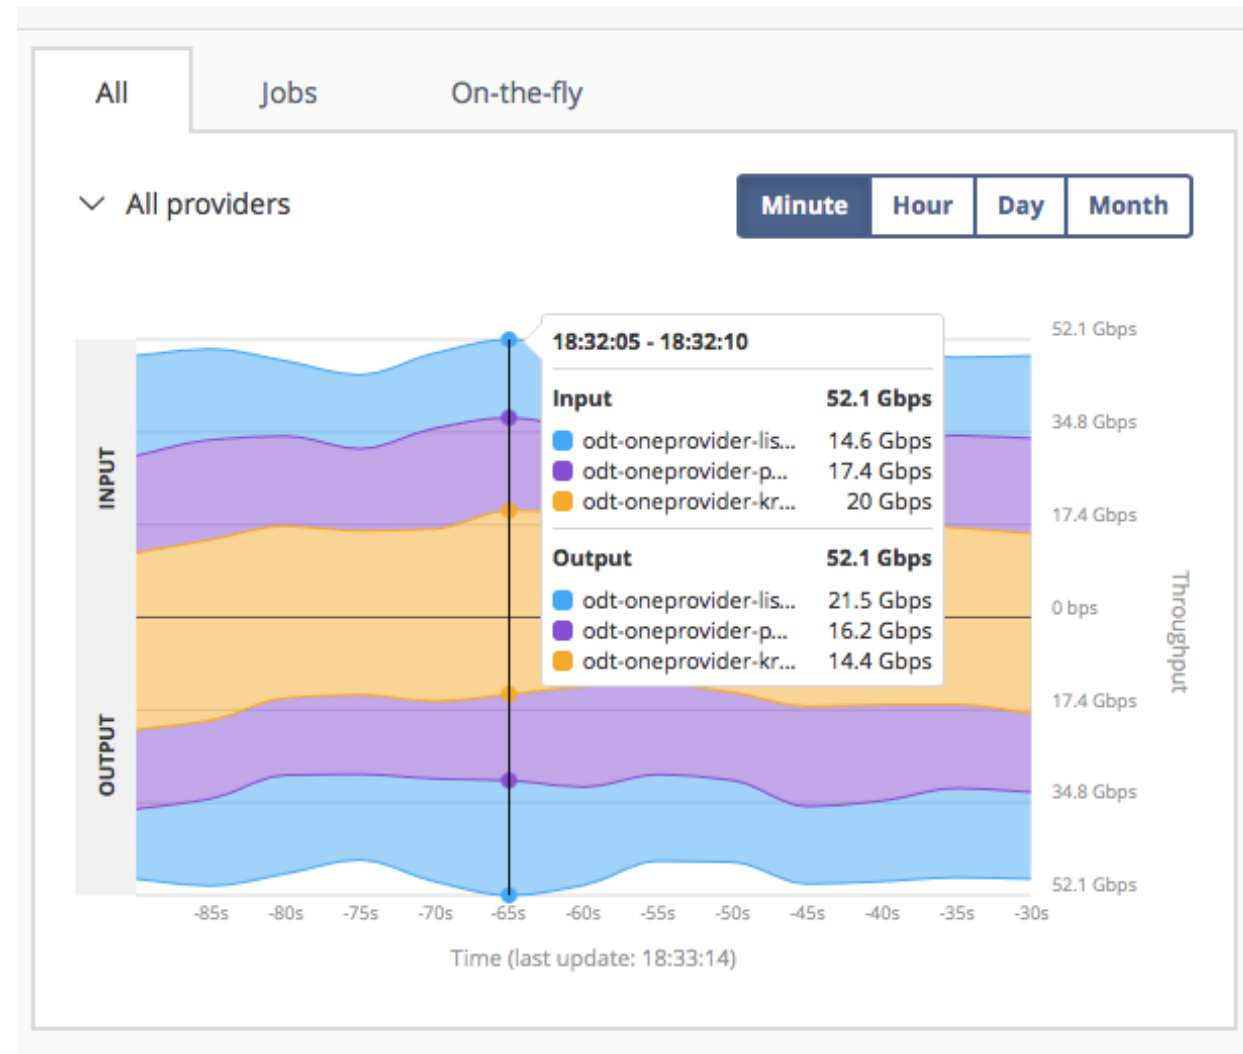 All Jobs On-the-fly
All providers Minute Hour Day Month
52.1 Gbps
34.8 Gbps
17.4 Gbps
0 bps
17.4 Gbps
34.8 Gbps
52.1 Gbps
Throughput
INPUT
OUTPUT
18:32:05 - 18:32:10
Input 52.1 Gbps
odt-oneprovider-lis... 14.6 Gbps
odt-oneprovider-p... 17.4 Gbps
odt-oneprovider-kr... 20 Gbps
Output 52.1 Gbps
odt-oneprovider-lis... 21.5 Gbps
odt-oneprovider-p... 16.2 Gbps
odt-oneprovider-kr... 14.4 Gbps
-85s -80s -75s -70s -65s -60s -55s -50s -45s -40s -35s -30s
Time (last update: 18:33:14)